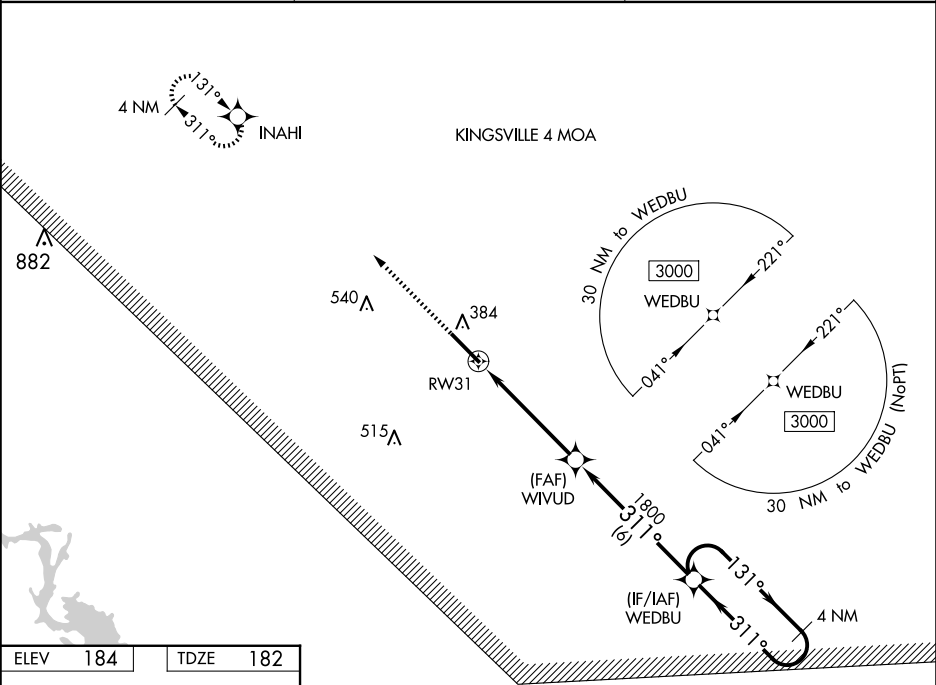 131°
4 NM
311°
INAHI
KINGSVILLE 4 MOA
882
30 NM to WEDBU
221°
3000
WEDBU
041°
540
384
RW31
221°
WEDBU
3000
041°
30 NM to WEDBU (NoPT)
515
(FAF)
WIVUD
1800
311°
(6)
131°
(IF/IAF)
WEDBU
4 NM
311°
ELEV 184
TDZE 182